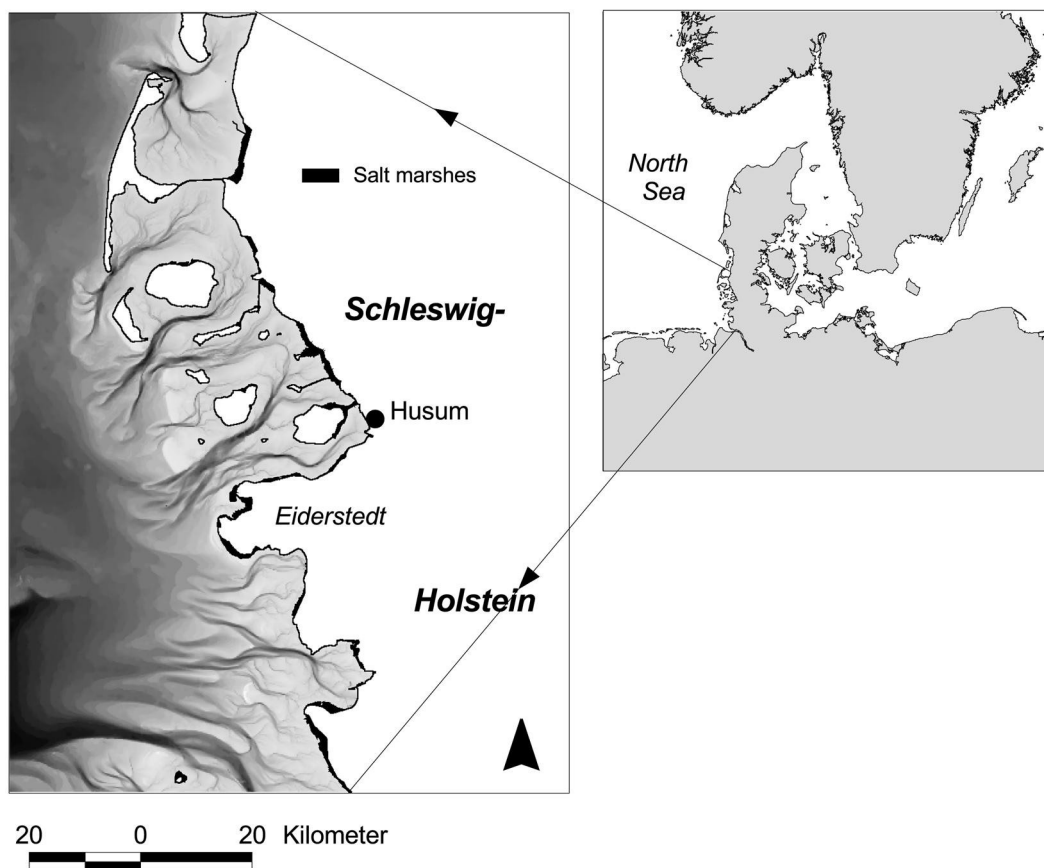 North
Sea
Salt marshes
Schleswig-
Husum
Eiderstedt
Holstein
20 0 20 Kilometer